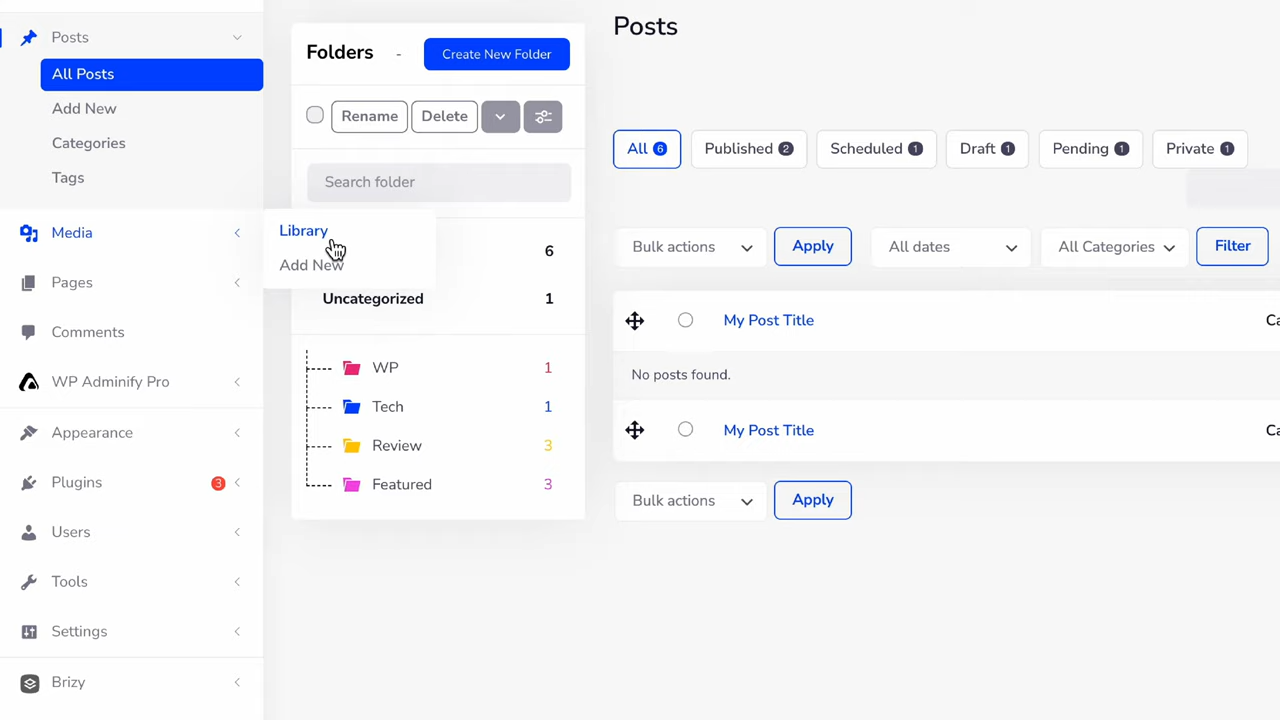 Posts
All Posts
Add New
Categories
Tags
Media
Pages
Comments
WP Adminify Pro
Appearance
Plugins 3
Users
Tools
Settings
Brizy
Library
Add New
Folders - Create New Folder
Rename Delete
Search folder
6
Uncategorized 1
WP 1
Tech 1
Review 3
Featured 3
Posts
All 6 Published 2 Scheduled 1 Draft 1 Pending 1 Private 1
Bulk actions Apply All dates All Categories Filter
My Post Title
No posts found.
My Post Title
Bulk actions Apply